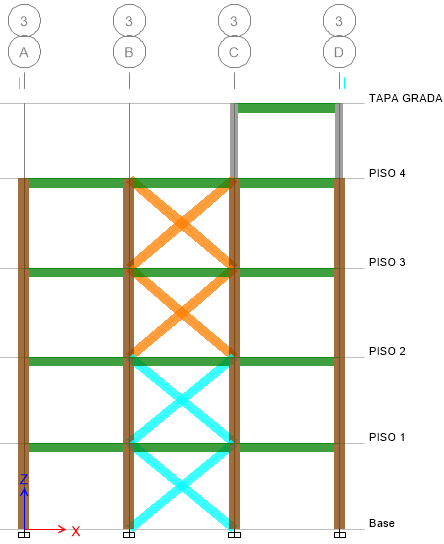 3 3 3 3
A B C D
TAPA GRADA
PISO 4
PISO 3
PISO 2
PISO 1
Z
Base
X